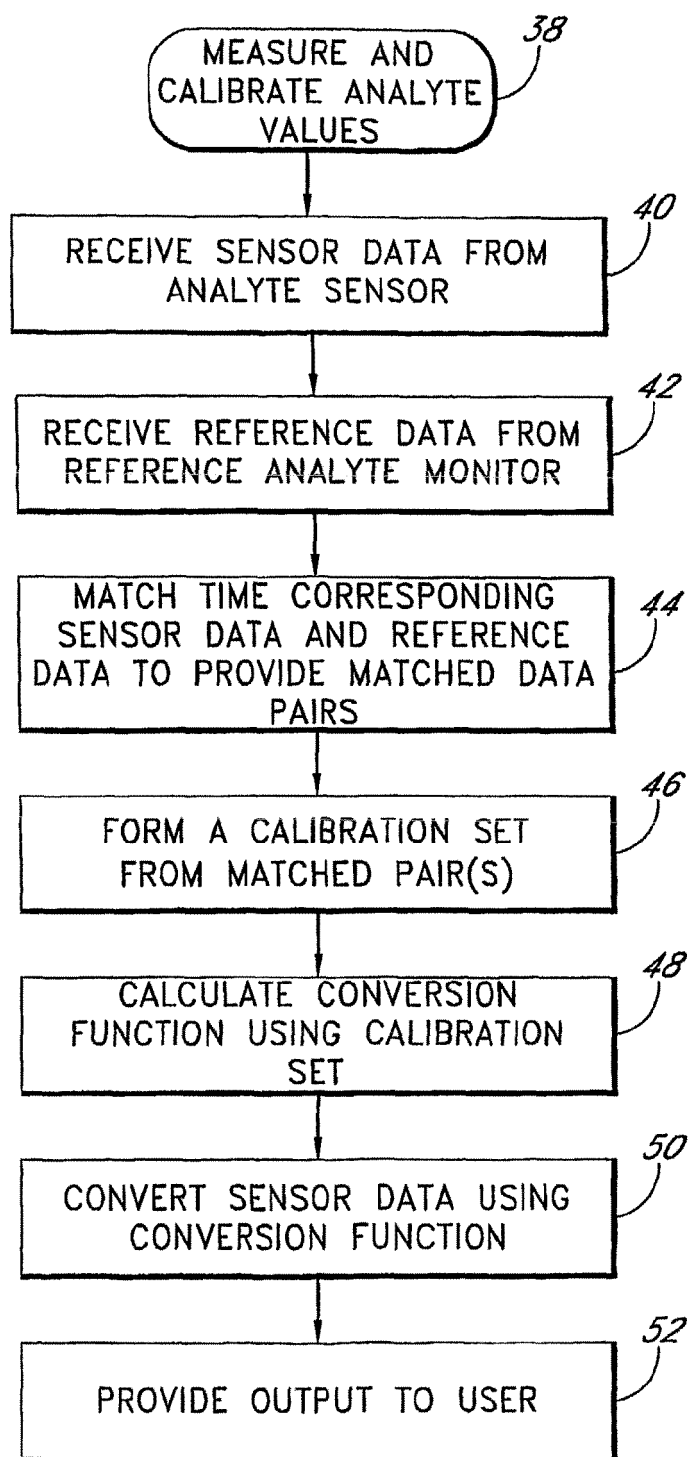 38
MEASURE AND
CALIBRATE ANALYTE
VALUES
40
RECEIVE SENSOR DATA FROM
ANALYTE SENSOR
42
RECEIVE REFERENCE DATA FROM
REFERENCE ANALYTE MONITOR
44
MATCH TIME CORRESPONDING
SENSOR DATA AND REFERENCE
DATA TO PROVIDE MATCHED DATA
PAIRS
46
FORM A CALIBRATION SET
FROM MATCHED PAIR(S)
48
CALCULATE CONVERSION
FUNCTION USING CALIBRATION
SET
50
CONVERT SENSOR DATA USING
CONVERSION FUNCTION
52
PROVIDE OUTPUT TO USER